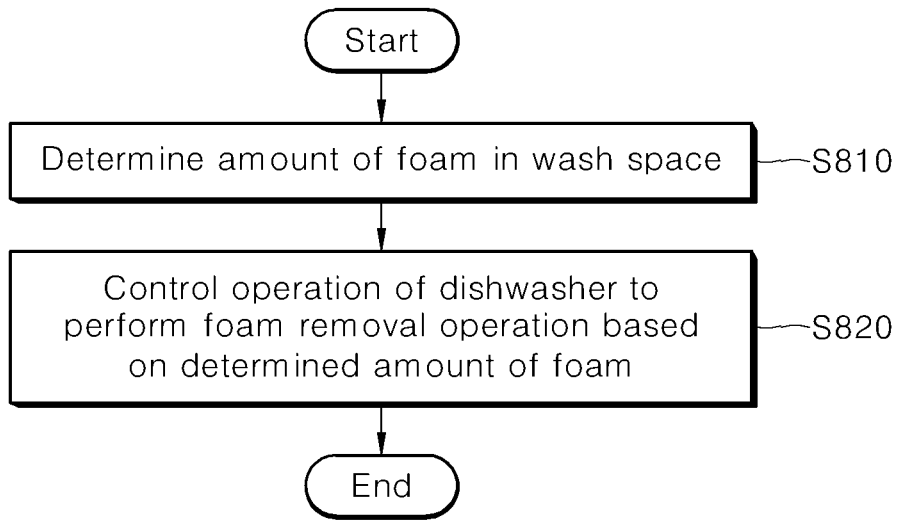 Start
Determine amount of foam in wash space
S810
Control operation of dishwasher to
perform foam removal operation based
on determined amount of foam
S820
End